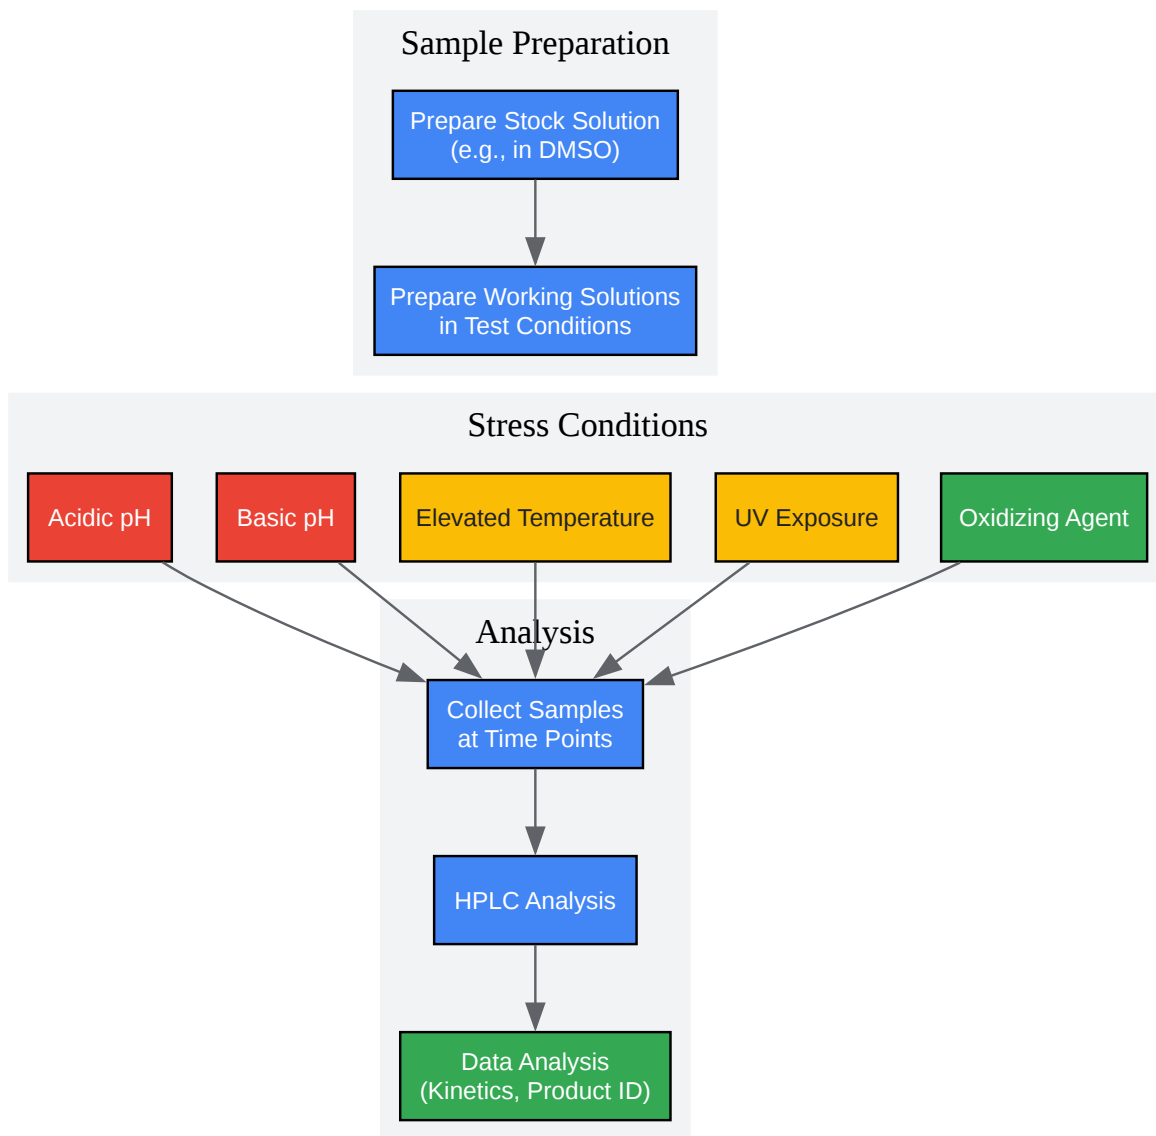 Sample Preparation
Prepare Stock Solution
(e.g., in DMSO)
Prepare Working Solutions
in Test Conditions
Stress Conditions
Acidic pH
Basic pH
Elevated Temperature
UV Exposure
Oxidizing Agent
Analysis
Collect Samples
at Time Points
HPLC Analysis
Data Analysis
(Kinetics, Product ID)